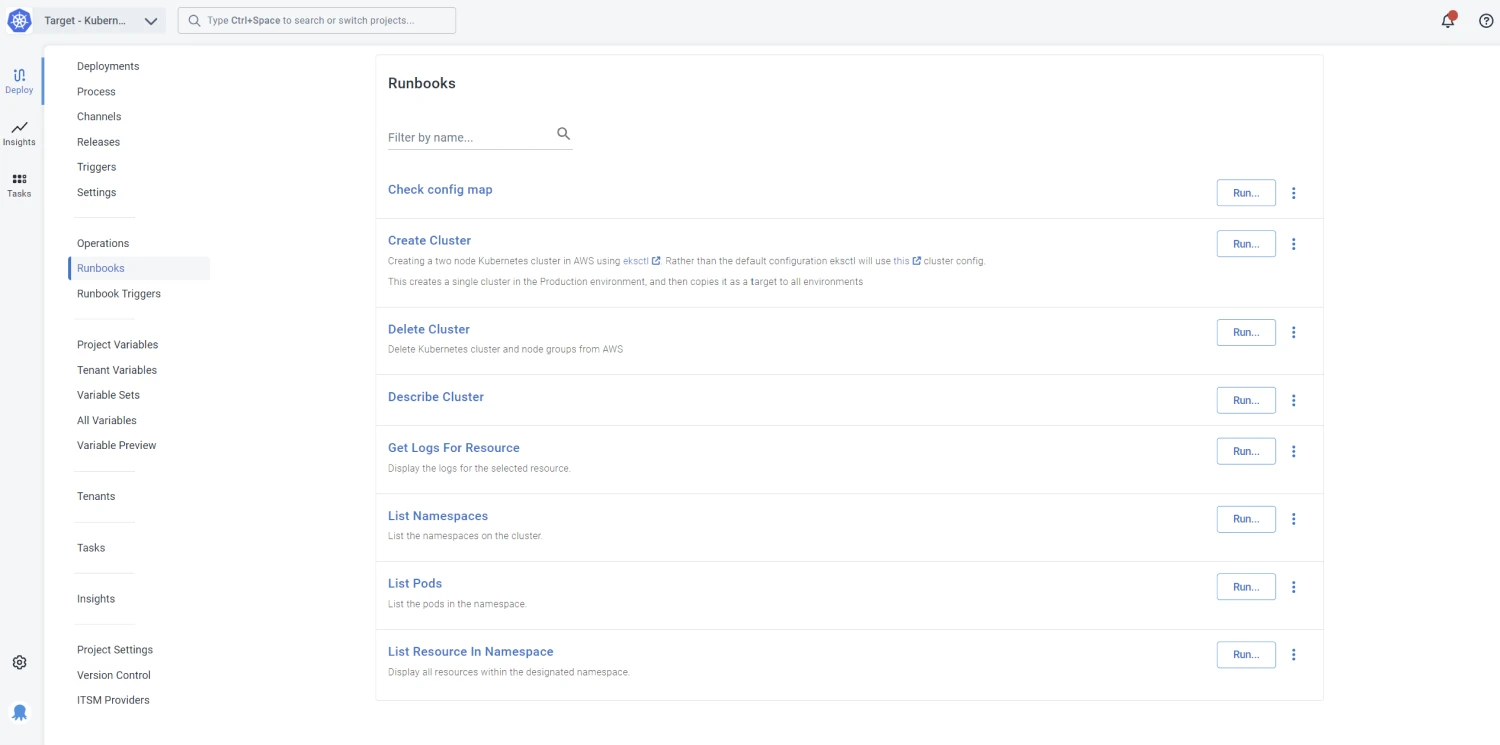 Target - Kubern...
Type Ctrl+Space to search or switch projects...
Deploy
Insights
Tasks
Deployments
Process
Channels
Releases
Triggers
Settings
Operations
Runbooks
Runbook Triggers
Project Variables
Tenant Variables
Variable Sets
All Variables
Variable Preview
Tenants
Tasks
Insights
Project Settings
Version Control
ITSM Providers
Runbooks
Filter by name...
Check config map
Run...
Create Cluster
Run...
Creating a two node Kubernetes cluster in AWS using eksctl. Rather than the default configuration eksctl will use this cluster config.
This creates a single cluster in the Production environment, and then copies it as a target to all environments
Delete Cluster
Run...
Delete Kubernetes cluster and node groups from AWS
Describe Cluster
Run...
Get Logs For Resource
Run...
Display the logs for the selected resource.
List Namespaces
Run...
List the namespaces on the cluster.
List Pods
Run...
List the pods in the namespace.
List Resource In Namespace
Run...
Display all resources within the designated namespace.